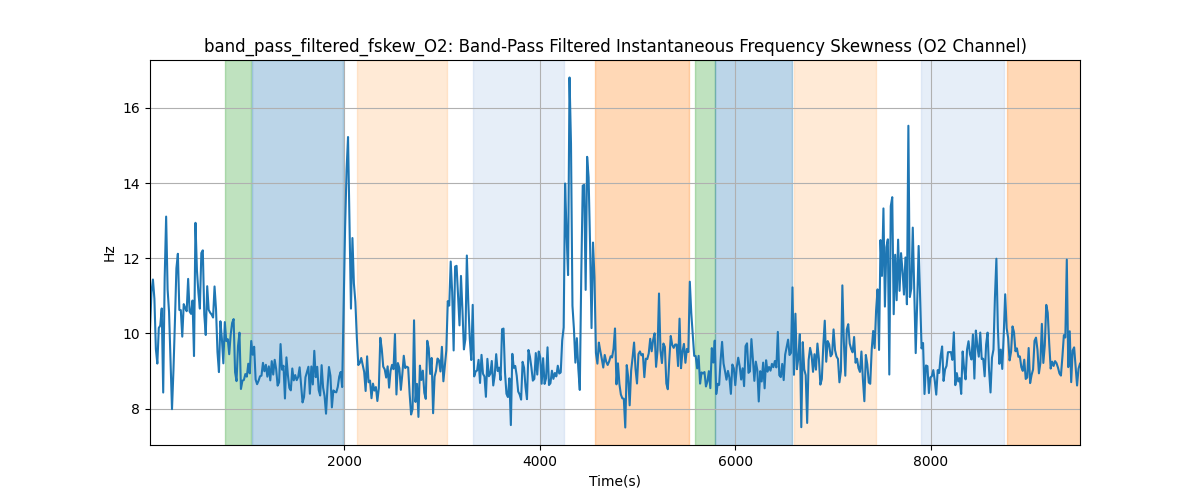 band_pass_filtered_fskew_O2: Band-Pass Filtered Instantaneous Frequency Skewness (O2 Channel)
16
14
12
10
8
Hz
2000 4000 6000 8000
Time(s)